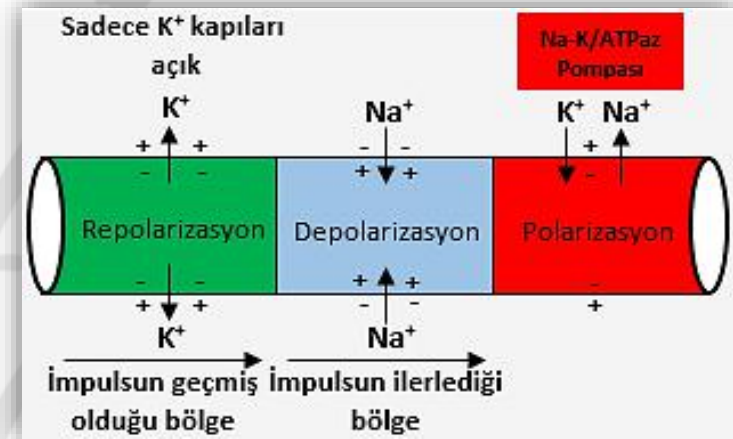 Sadece K⁺ kapıları
açık
Na-K/ATPaz
Pompası
K⁺
Na⁺
K⁺ Na⁺
+ +
- -
- -
+ +
+
-
Repolarizasyon
Depolarizasyon
Polarizasyon
- -
+ +
+ +
- -
-
+
K⁺
Na⁺
İmpulsun geçmiş
olduğu bölge
İmpulsun ilerlediği
bölge